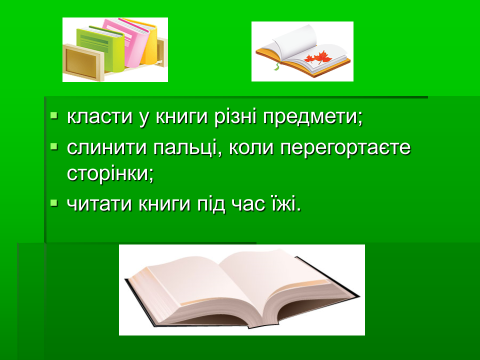 класти у книги різні предмети;
слинити пальці, коли перегортаєте
сторінки;
читати книги під час їжі.